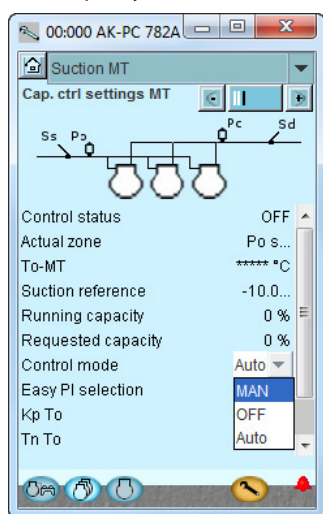 00:000 AK-PC 782A
Suction MT
Cap. ctrl settings MT
Pc Sd
Ss Po
Control status OFF
Actual zone Po s...
To-MT ***** °C
Suction reference -10.0...
Running capacity 0 %
Requested capacity 0 %
Control mode Auto
Easy PI selection MAN
Kp To OFF
Tn To Auto